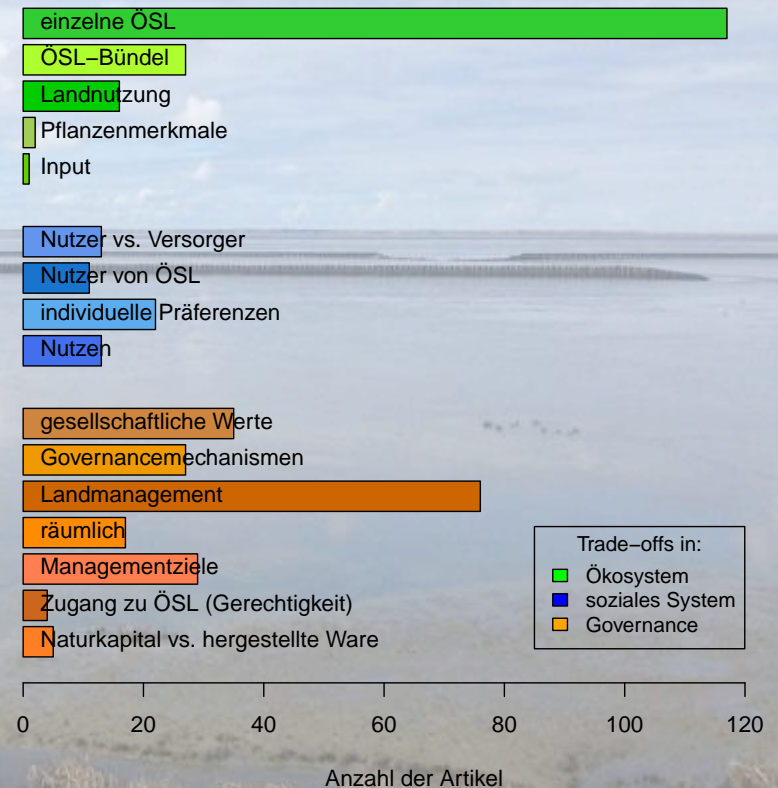 einzelne ÖSL
ÖSL−Bündel
Landnutzung
Pflanzenmerkmale
Input
Nutzer vs. Versorger
Nutzer von ÖSL
individuelle Präferenzen
Nutzen
gesellschaftliche Werte
Governancemechanismen
Landmanagement
räumlich
Managementziele
Zugang zu ÖSL (Gerechtigkeit)
Naturkapital vs. hergestellte Ware
Trade−offs in:
Ökosystem
soziales System
Governance
0 20 40 60 80 100 120
Anzahl der Artikel